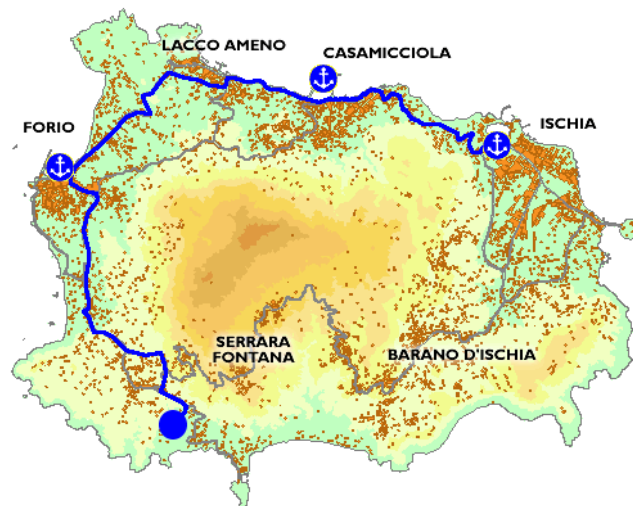 LACCO AMENO
CASAMICCIOLA
FORIO
ISCHIA
SERRARA
FONTANA
BARANO D'ISCHIA